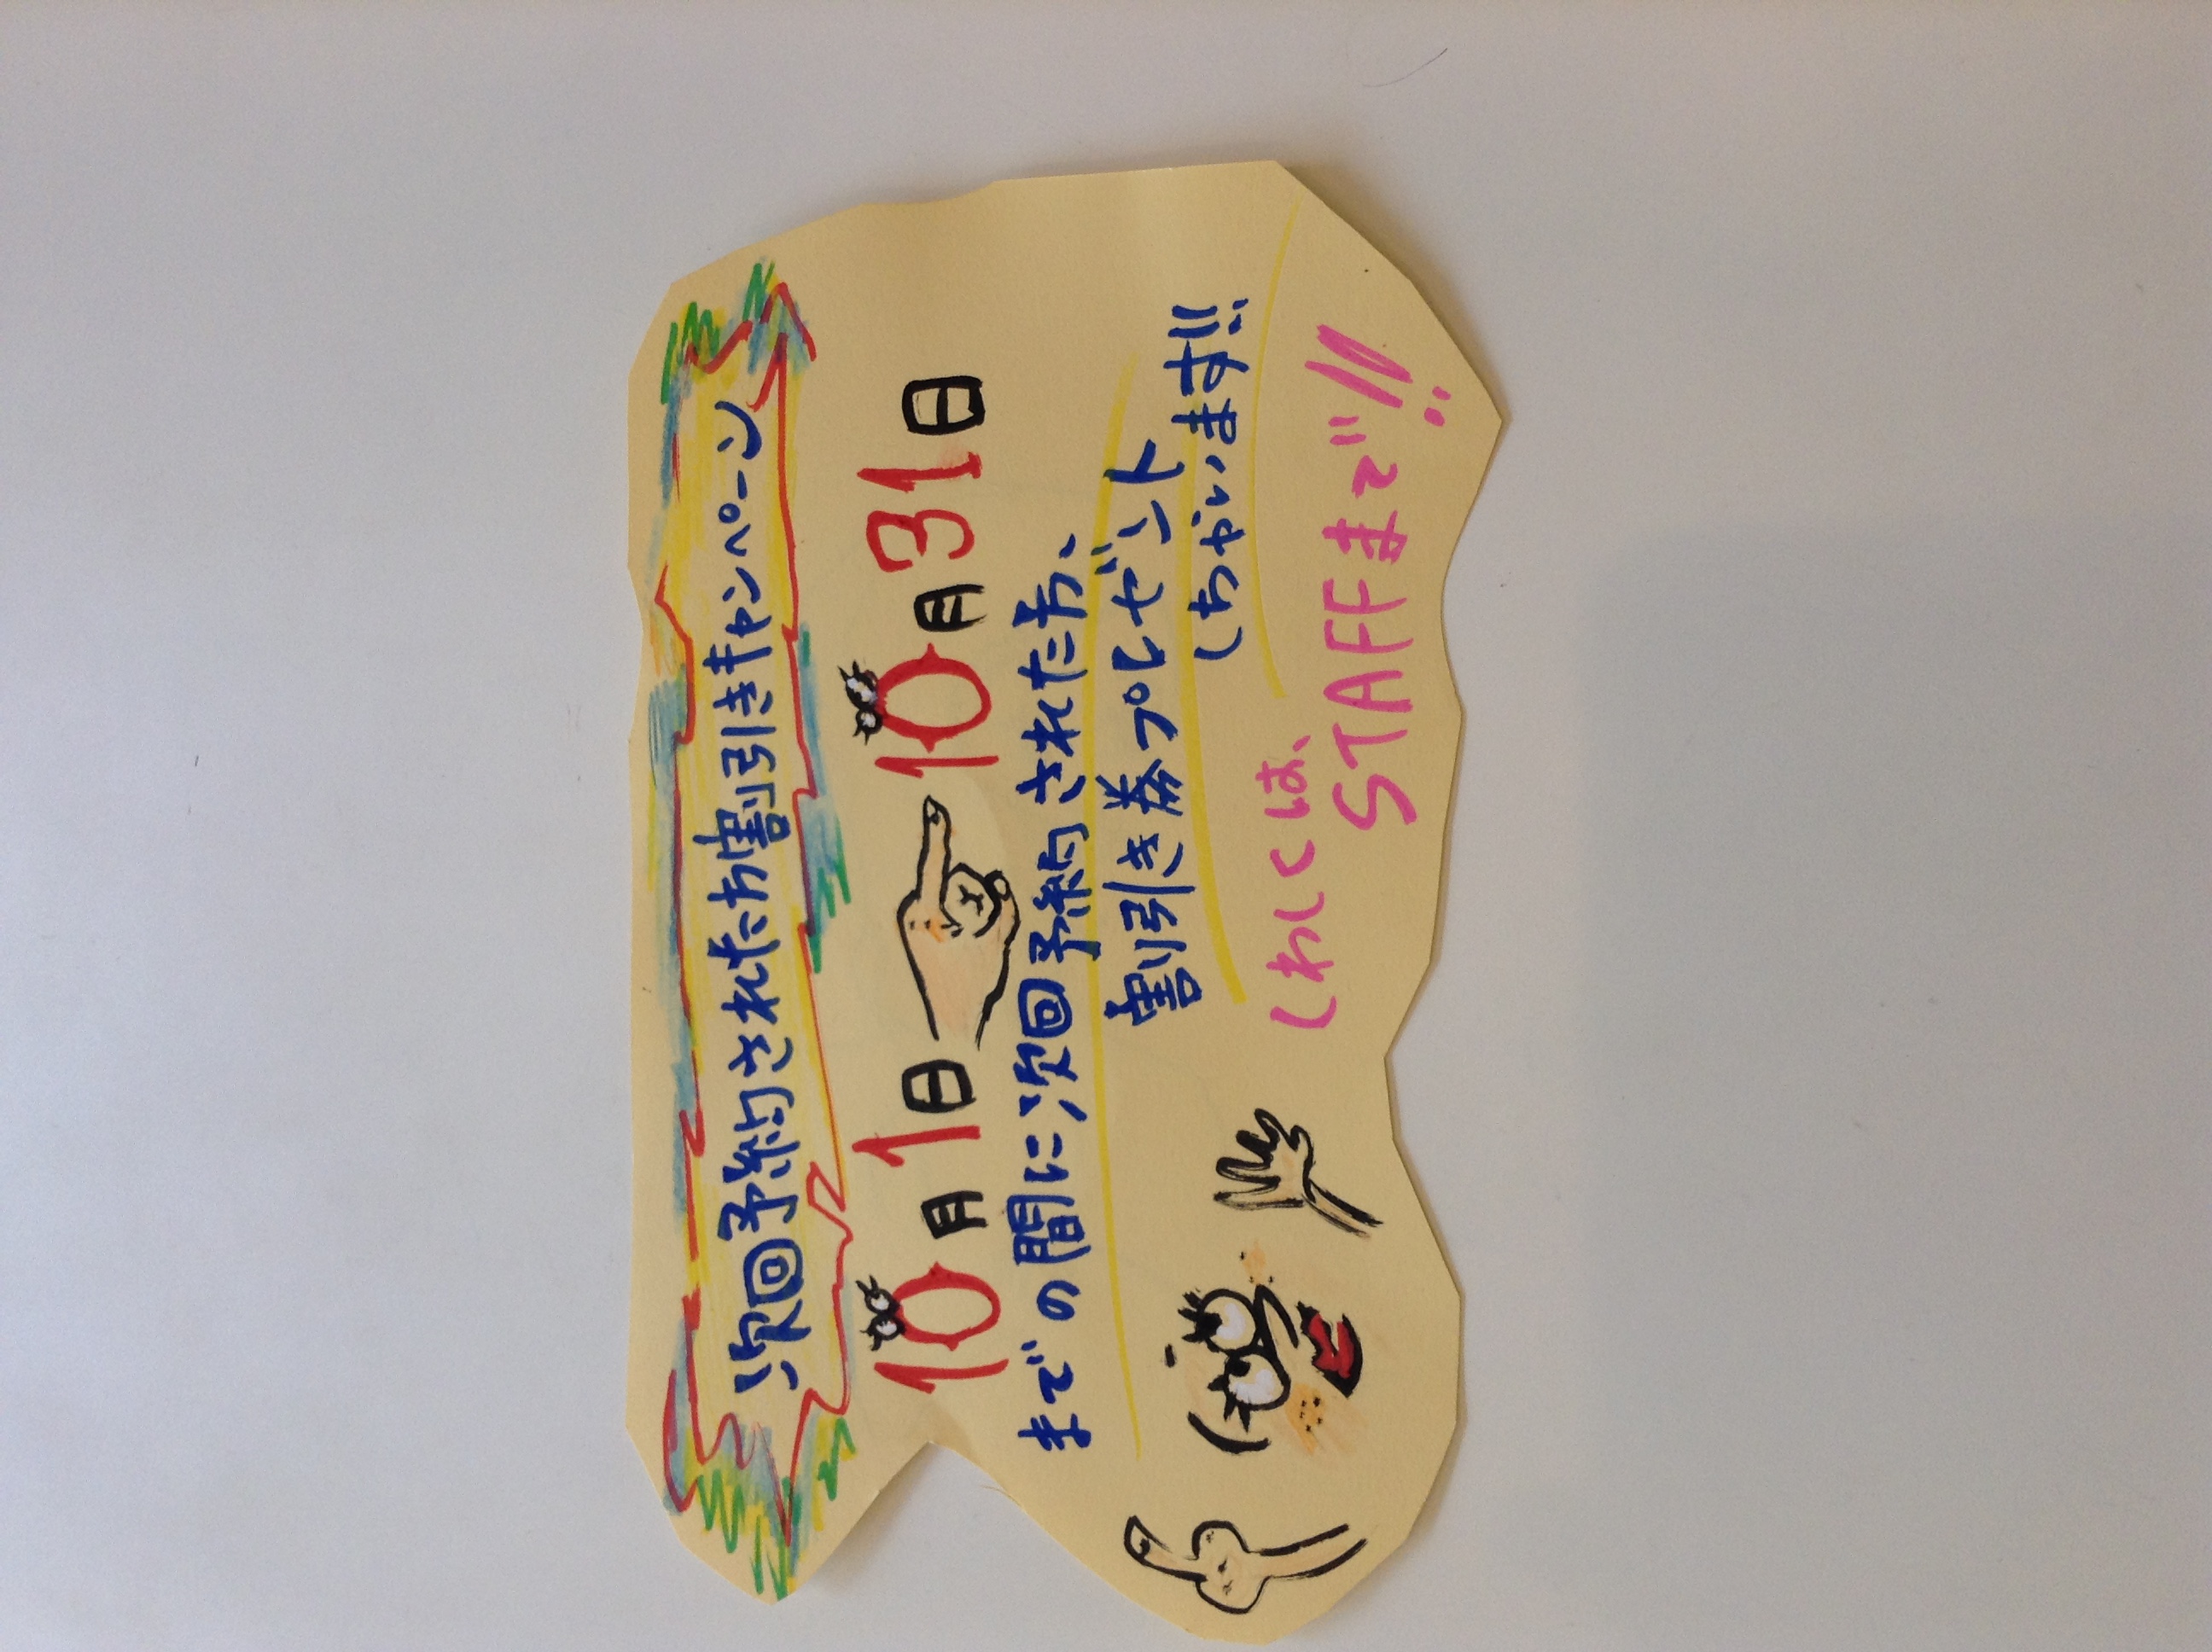 次回予約された方割引きキャンペーン
10月1日 10月31日
までの間に次回予約された方、
割引き券プレゼント
しちゃいます!!
くわしくは、
STAFFまで!!